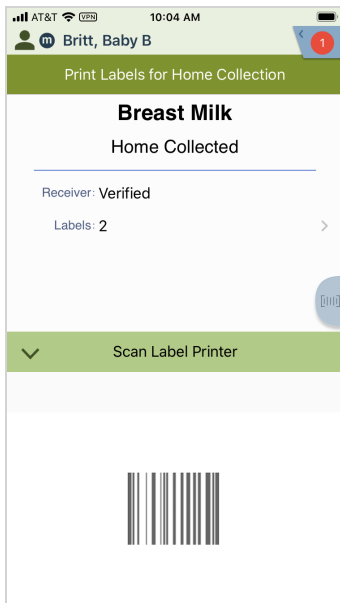 AT&T VPN 10:04 AM
m Britt, Baby B
1
Print Labels for Home Collection
Breast Milk
Home Collected
Receiver: Verified
Labels: 2
Scan Label Printer